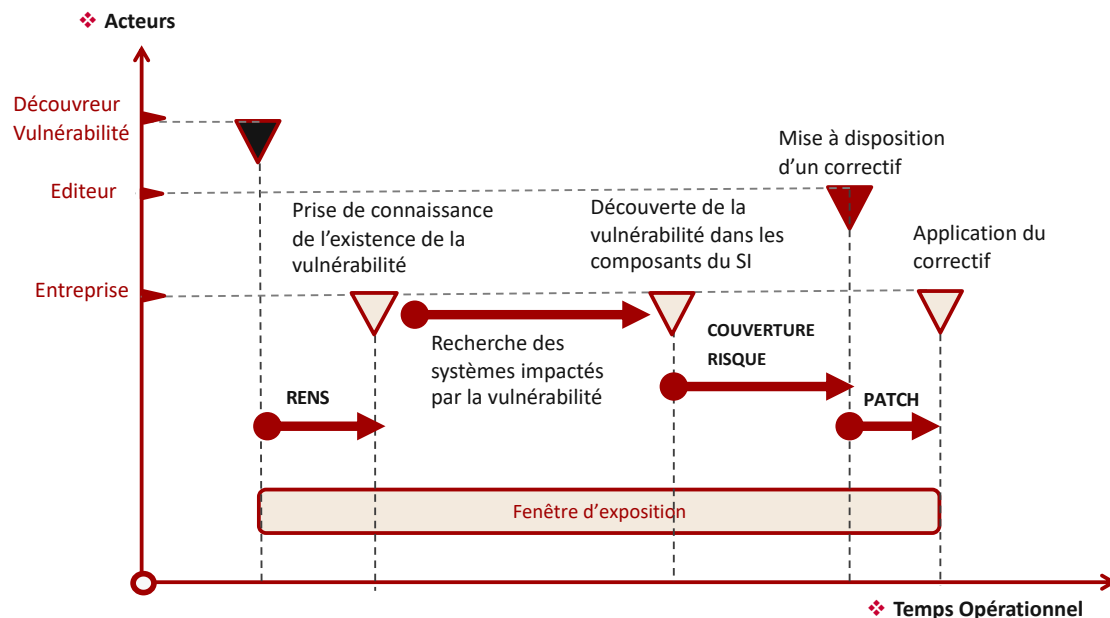 ❖ Acteurs
Découvreur
Vulnérabilité
Mise à disposition
d'un correctif
Editeur
Prise de connaissance
de l'existence de la
vulnérabilité
Découverte de la
vulnérabilité dans les
composants du SI
Application du
correctif
Entreprise
COUVERTURE
RISQUE
Recherche des
systèmes impactés
par la vulnérabilité
RENS
PATCH
Fenêtre d'exposition
❖ Temps Opérationnel